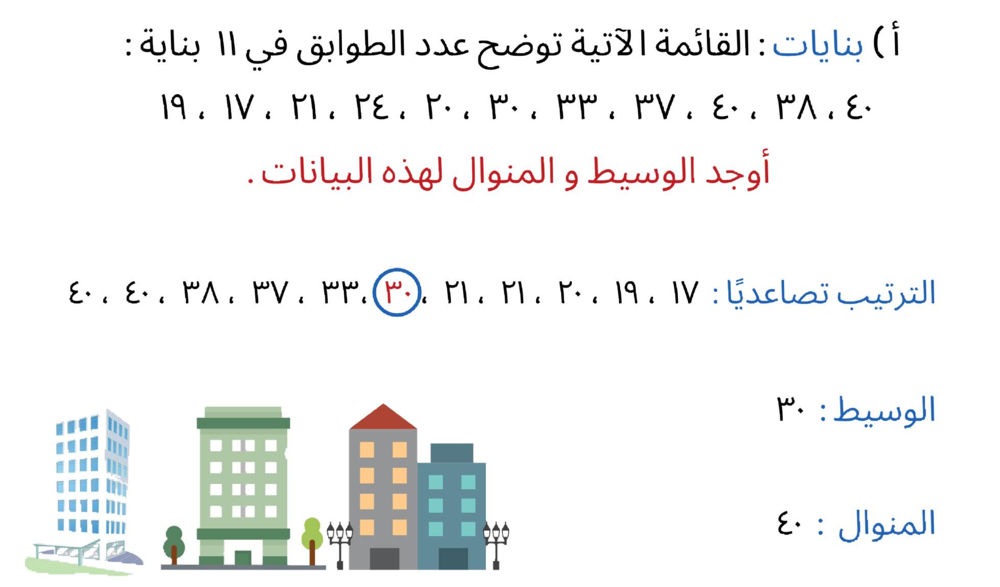 أ ) بنايات : القائمة الآتية توضح عدد الطوابق في ١١ بناية :
٤٠ ، ٣٨ ، ٤٠ ، ٣٧ ، ٣٣ ، ٣٠ ، ٢٠ ، ٢٤ ، ٢١ ، ١٧ ، ١٩
أوجد الوسيط و المنوال لهذه البيانات .
الترتيب تصاعديًا : ١٧ ، ١٩ ، ٢٠ ، ٢١ ، ٢١ ، ٣٠ ، ٣٣ ، ٣٧ ، ٣٨ ، ٤٠ ، ٤٠
الوسيط : ٣٠
المنوال : ٤٠